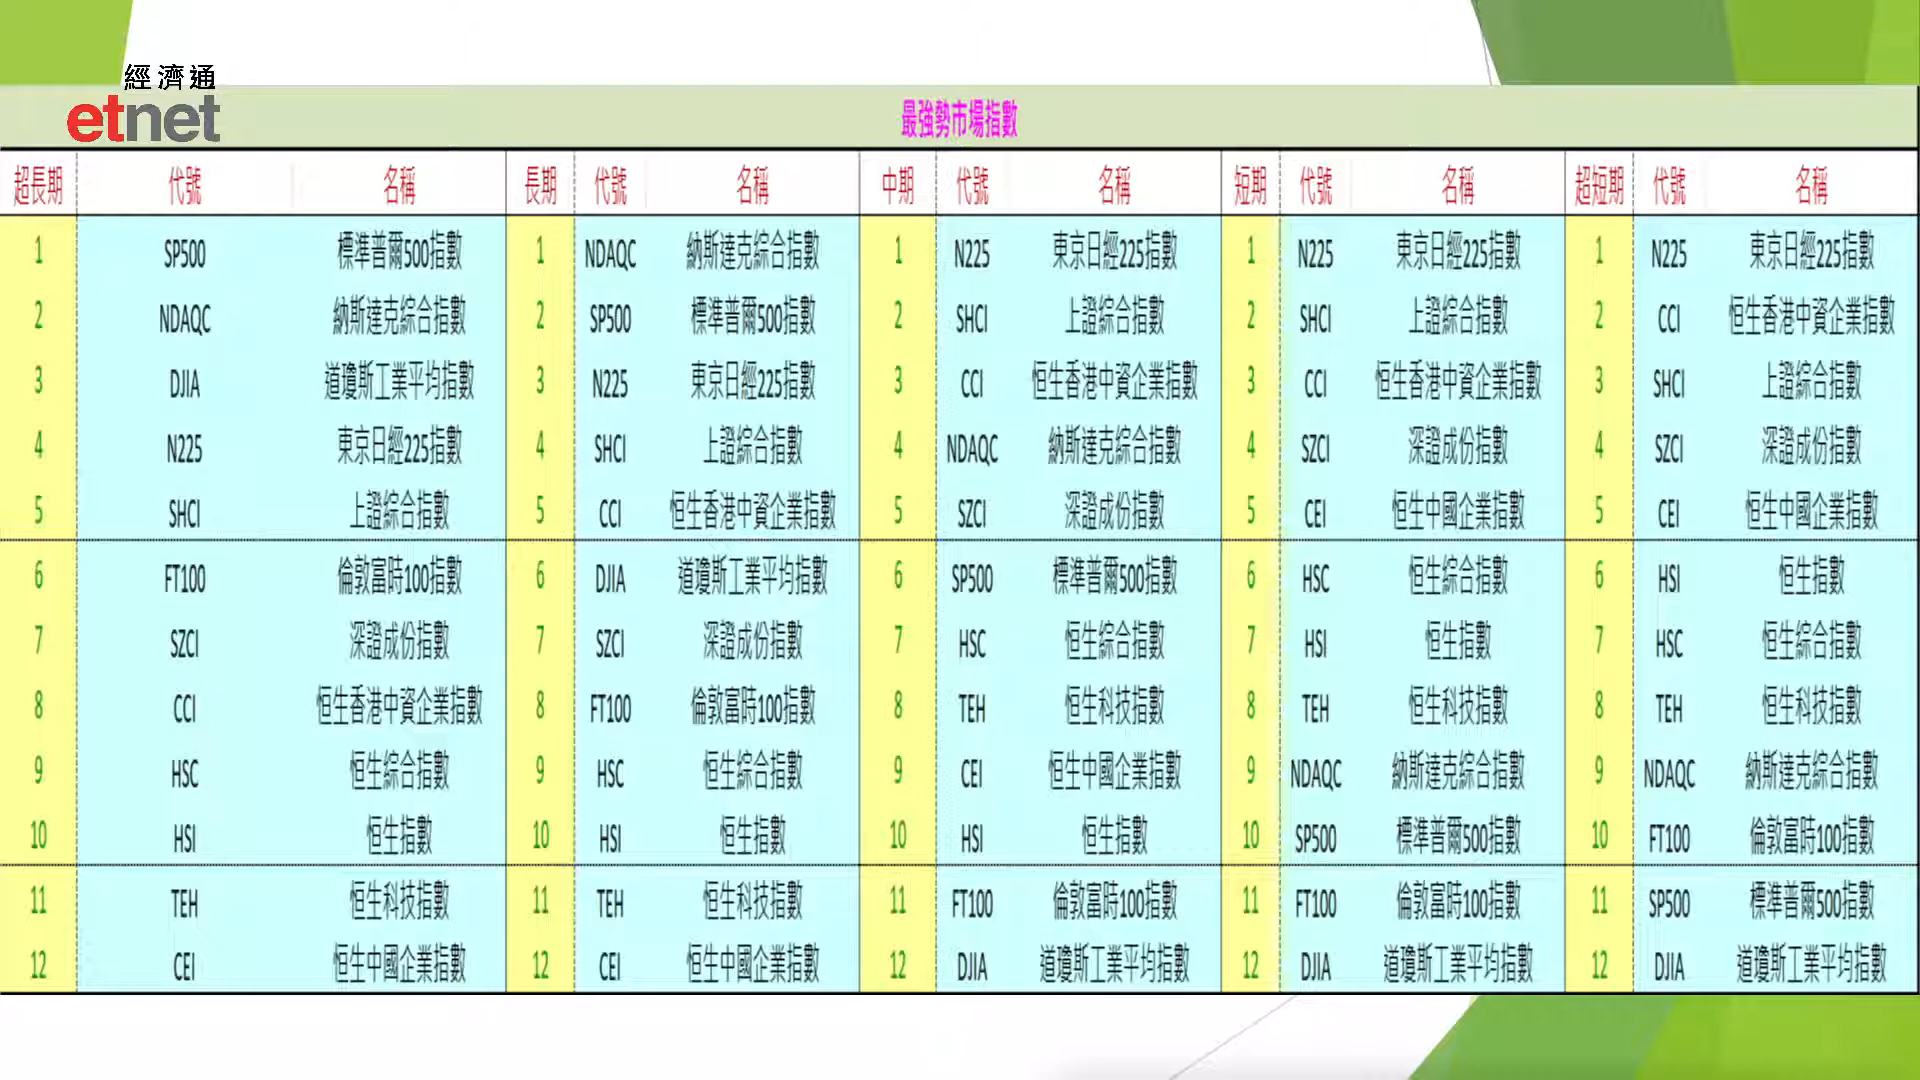 經濟通
etnet
最強勢市場指數
超長期 代號 名稱 長期 代號 名稱 中期 代號 名稱 短期 代號 名稱 超短期 代號 名稱
1 SP500 標準普爾500指數 1 NDAQC 納斯達克綜合指數 1 N225 東京日經225指數 1 N225 東京日經225指數 1 N225 東京日經225指數
2 NDAQC 納斯達克綜合指數 2 SP500 標準普爾500指數 2 SHCI 上證綜合指數 2 SHCI 上證綜合指數 2 CCI 恒生香港中資企業指數
3 DJIA 道瓊斯工業平均指數 3 N225 東京日經225指數 3 CCI 恒生香港中資企業指數 3 CCI 恒生香港中資企業指數 3 SHCI 上證綜合指數
4 N225 東京日經225指數 4 SHCI 上證綜合指數 4 NDAQC 納斯達克綜合指數 4 SZCI 深證成份指數 4 SZCI 深證成份指數
5 SHCI 上證綜合指數 5 CCI 恒生香港中資企業指數 5 SZCI 深證成份指數 5 CEI 恒生中國企業指數 5 CEI 恒生中國企業指數
6 FT100 倫敦富時100指數 6 DJIA 道瓊斯工業平均指數 6 SP500 標準普爾500指數 6 HSC 恒生綜合指數 6 HSI 恒生指數
7 SZCI 深證成份指數 7 SZCI 深證成份指數 7 HSC 恒生綜合指數 7 HSI 恒生指數 7 HSC 恒生綜合指數
8 CCI 恒生香港中資企業指數 8 FT100 倫敦富時100指數 8 TEH 恒生科技指數 8 TEH 恒生科技指數 8 TEH 恒生科技指數
9 HSC 恒生綜合指數 9 HSC 恒生綜合指數 9 CEI 恒生中國企業指數 9 NDAQC 納斯達克綜合指數 9 NDAQC 納斯達克綜合指數
10 HSI 恒生指數 10 HSI 恒生指數 10 HSI 恒生指數 10 SP500 標準普爾500指數 10 FT100 倫敦富時100指數
11 TEH 恒生科技指數 11 TEH 恒生科技指數 11 FT100 倫敦富時100指數 11 FT100 倫敦富時100指數 11 SP500 標準普爾500指數
12 CEI 恒生中國企業指數 12 CEI 恒生中國企業指數 12 DJIA 道瓊斯工業平均指數 12 DJIA 道瓊斯工業平均指數 12 DJIA 道瓊斯工業平均指數